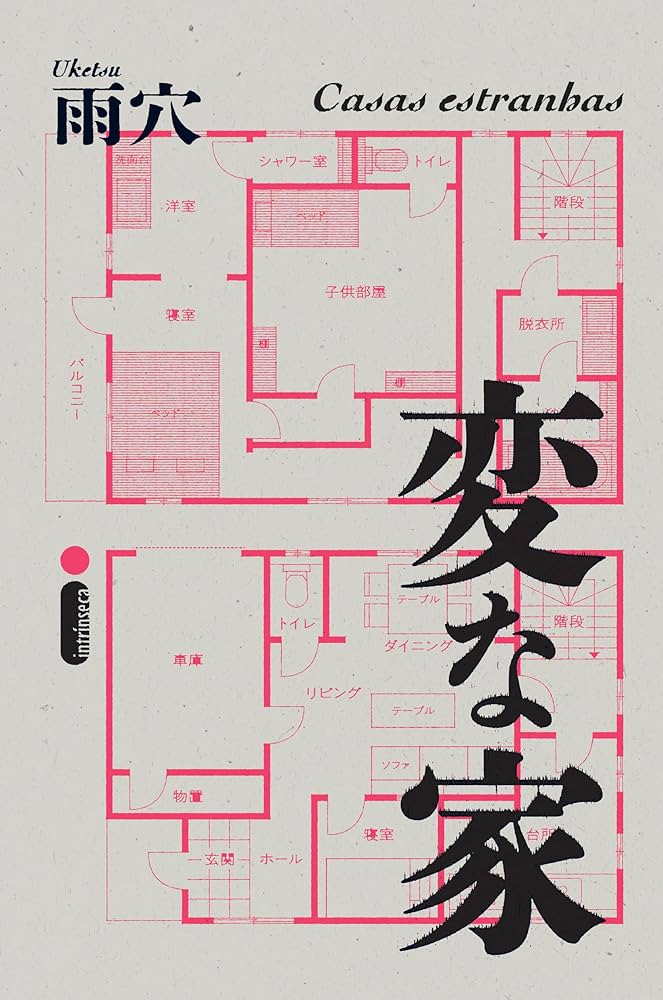 Uketsu
雨穴
Casas estranhas
洗面台
シャワー室
トイレ
洋室
ベッド
階段
子供部屋
寝室
脱衣所
棚
バルコニー
棚
ベッド
変な家
intrínseca
テーブル
トイレ
階段
ダイニング
車庫
リビング
テーブル
ソファ
物置
寝室
台所
玄関
ホール